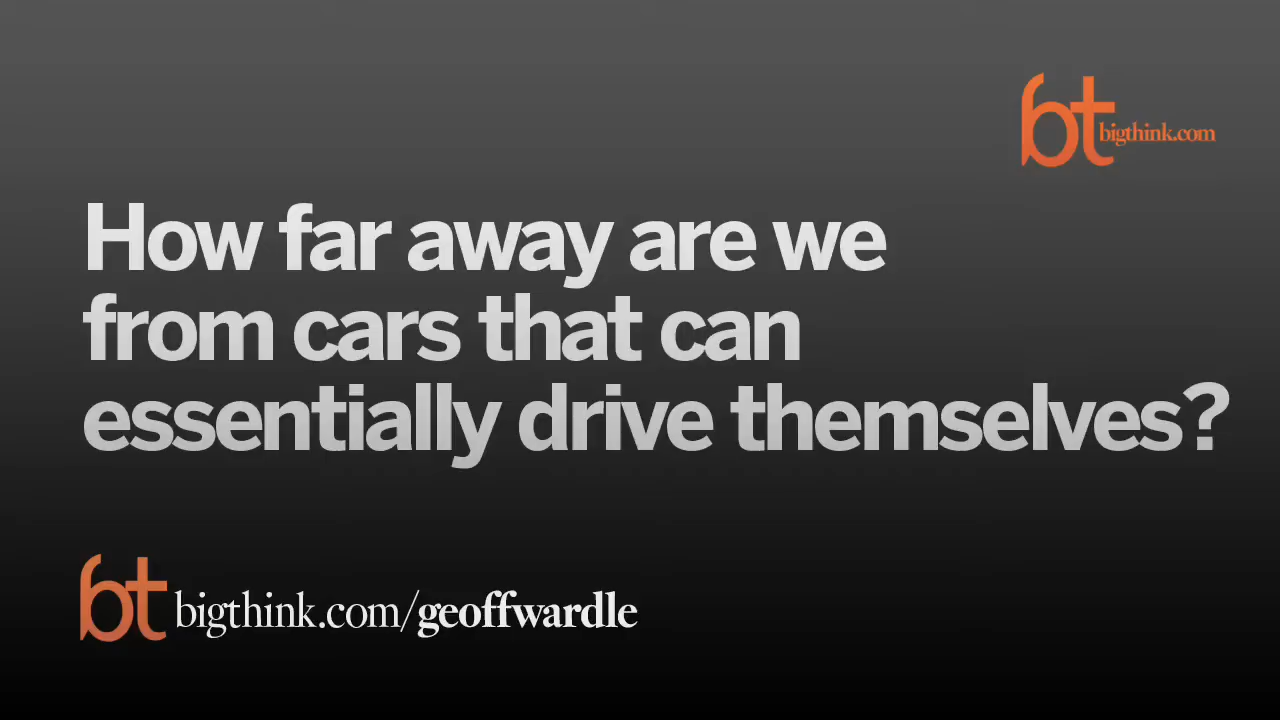 bt bigthink.com
How far away are we
from cars that can
essentially drive themselves?
bt bigthink.com/geoffwardle